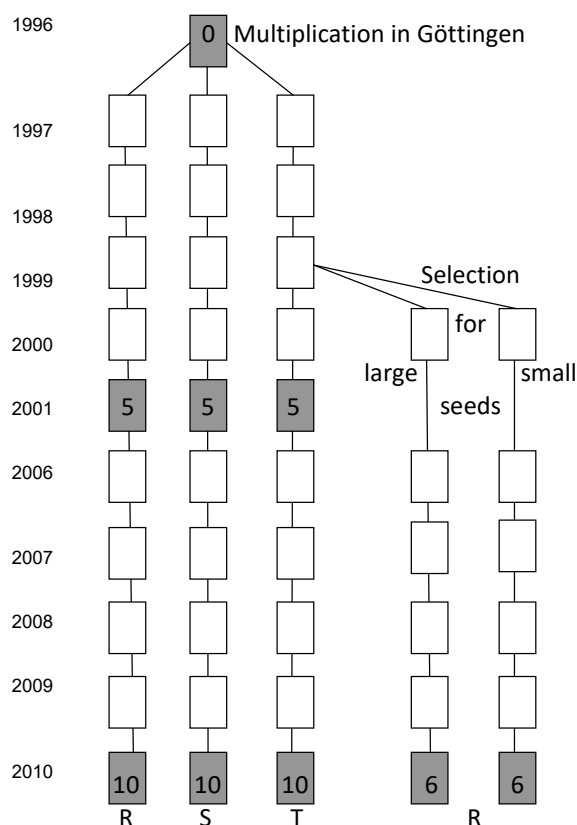 1996
0 Multiplication in Göttingen
1997
1998
1999
Selection
2000
for
large small
2001
5 5 5
seeds
2006
2007
2008
2009
2010
10 10 10 6 6
R S T R